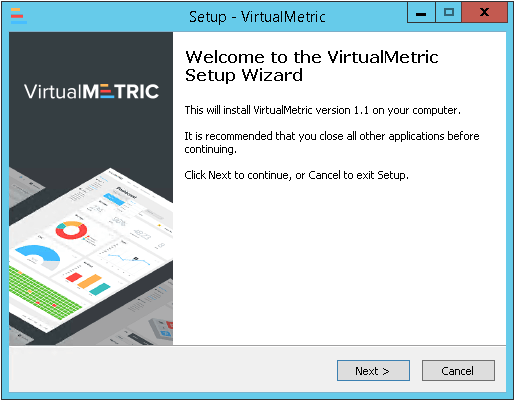 Setup - VirtualMetric
VirtualMETRIC
Welcome to the VirtualMetric
Setup Wizard
This will install VirtualMetric version 1.1 on your computer.
It is recommended that you close all other applications before
continuing.
Click Next to continue, or Cancel to exit Setup.
Next >
Cancel